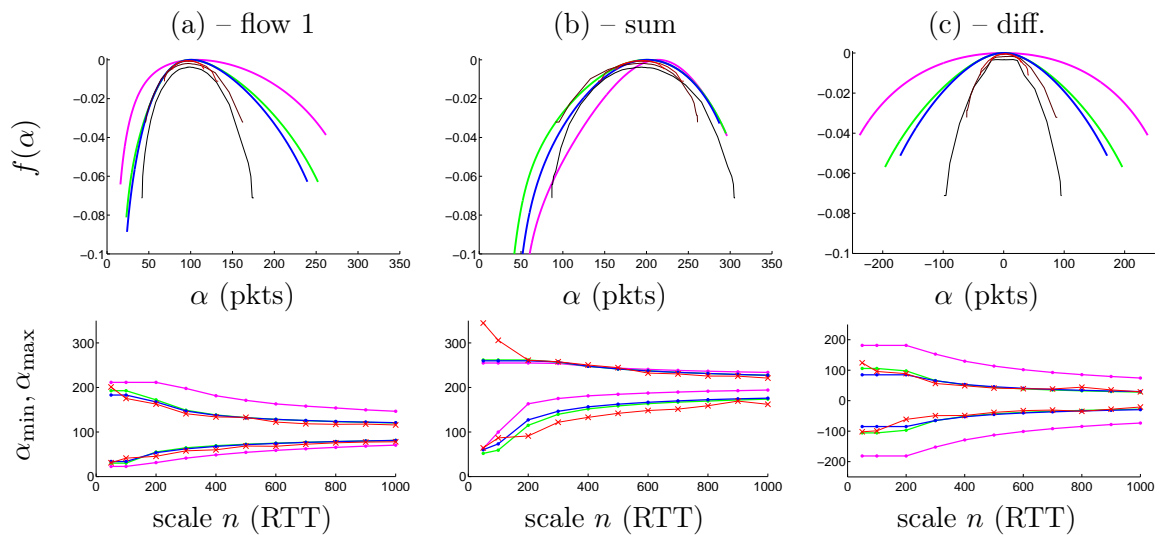 (a) – flow 1 (b) – sum (c) – diff.
0 0 0
−0.02 −0.02 −0.02
−0.04 −0.04 −0.04
f(α) −0.06 −0.06 −0.06
−0.08 −0.08 −0.08
−0.1 −0.1 −0.1
0 50 100 150 200 250 300 350 0 50 100 150 200 250 300 350 −200 −100 0 100 200
α (pkts) α (pkts) α (pkts)
αmin, αmax
300 300 200
200 200 100
100 100 0
0 0 −100
−200
0 200 400 600 800 1000 0 200 400 600 800 1000 0 200 400 600 800 1000
scale n (RTT) scale n (RTT) scale n (RTT)